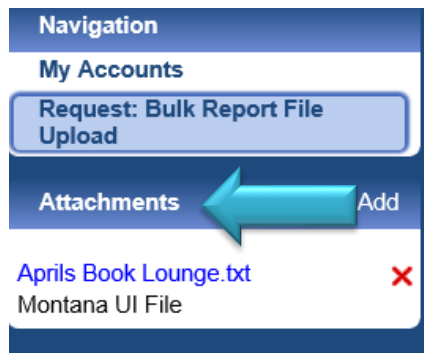 Navigation
My Accounts
Request: Bulk Report File
Upload
Attachments Add
Aprils Book Lounge.txt
Montana UI File